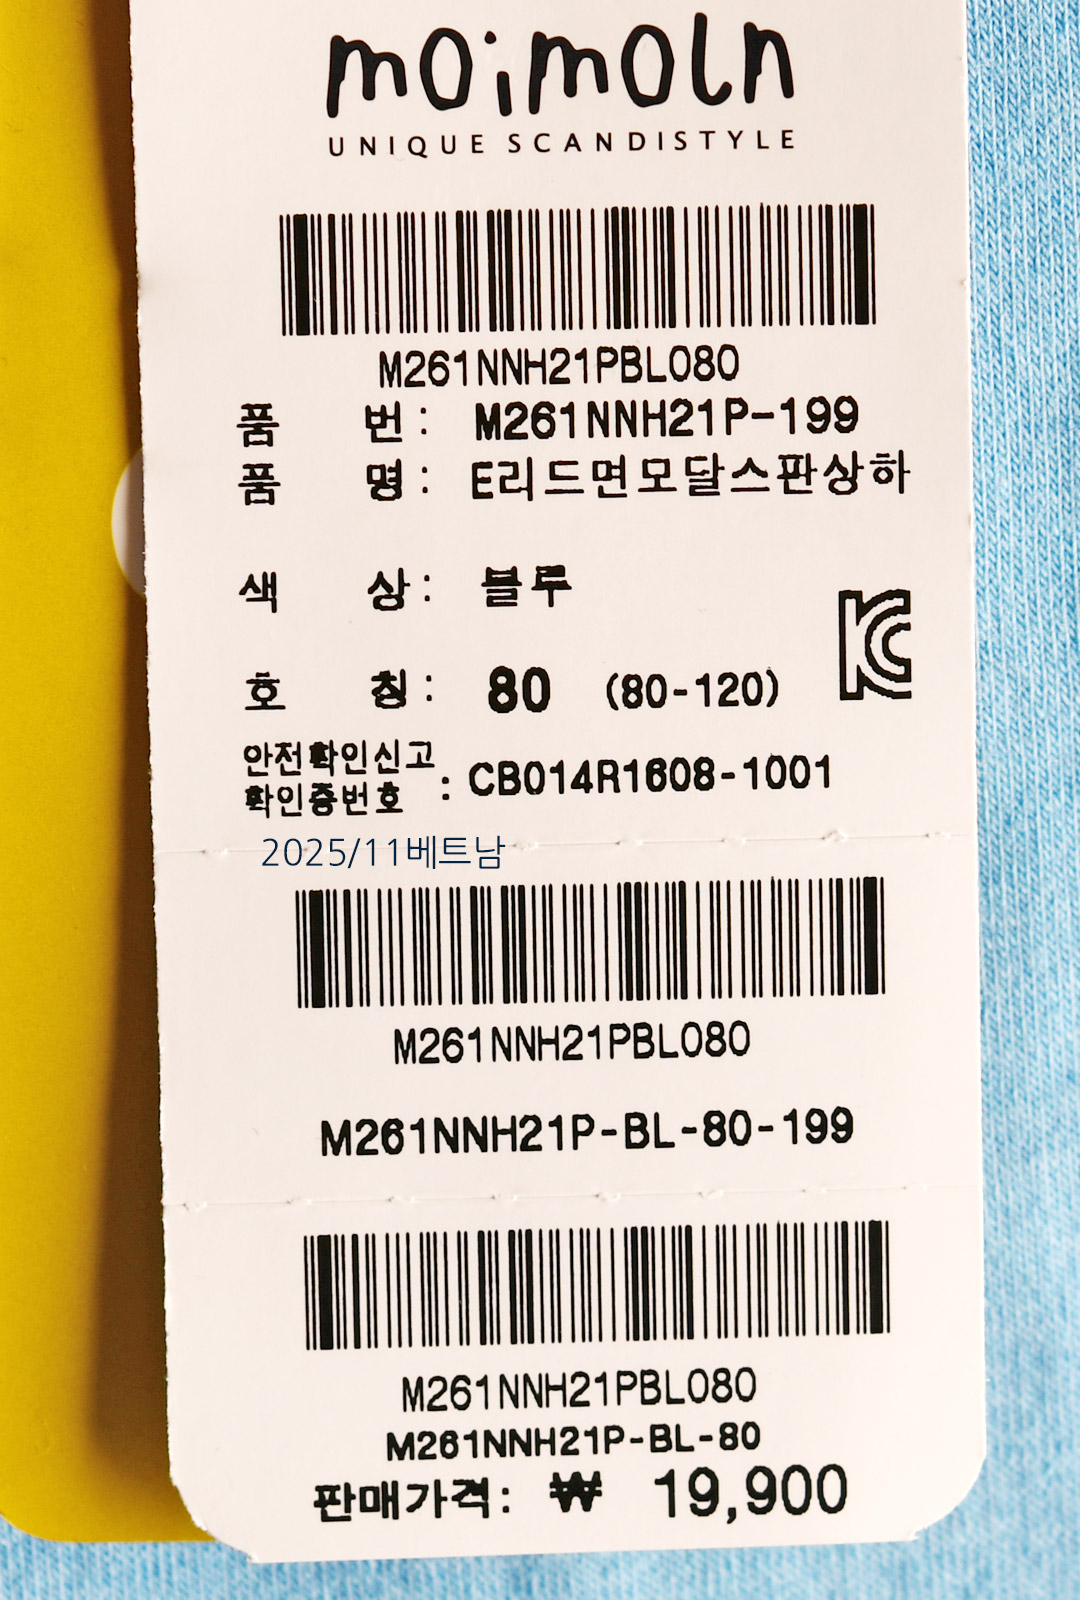 moimoln
UNIQUE SCANDISTYLE
M261NNH21PBL080
품 번 : M261NNH21P-199
품 명 : E리드면모달스판상하
색 상 : 블루
호 칭 : 80 (80-120)
안전확인신고
확인증번호 : CB014R1608-1001
2025/11베트남
M261NNH21PBL080
M261NNH21P-BL-80-199
M261NNH21PBL080
M261NNH21P-BL-80
판매가격: ₩ 19,900